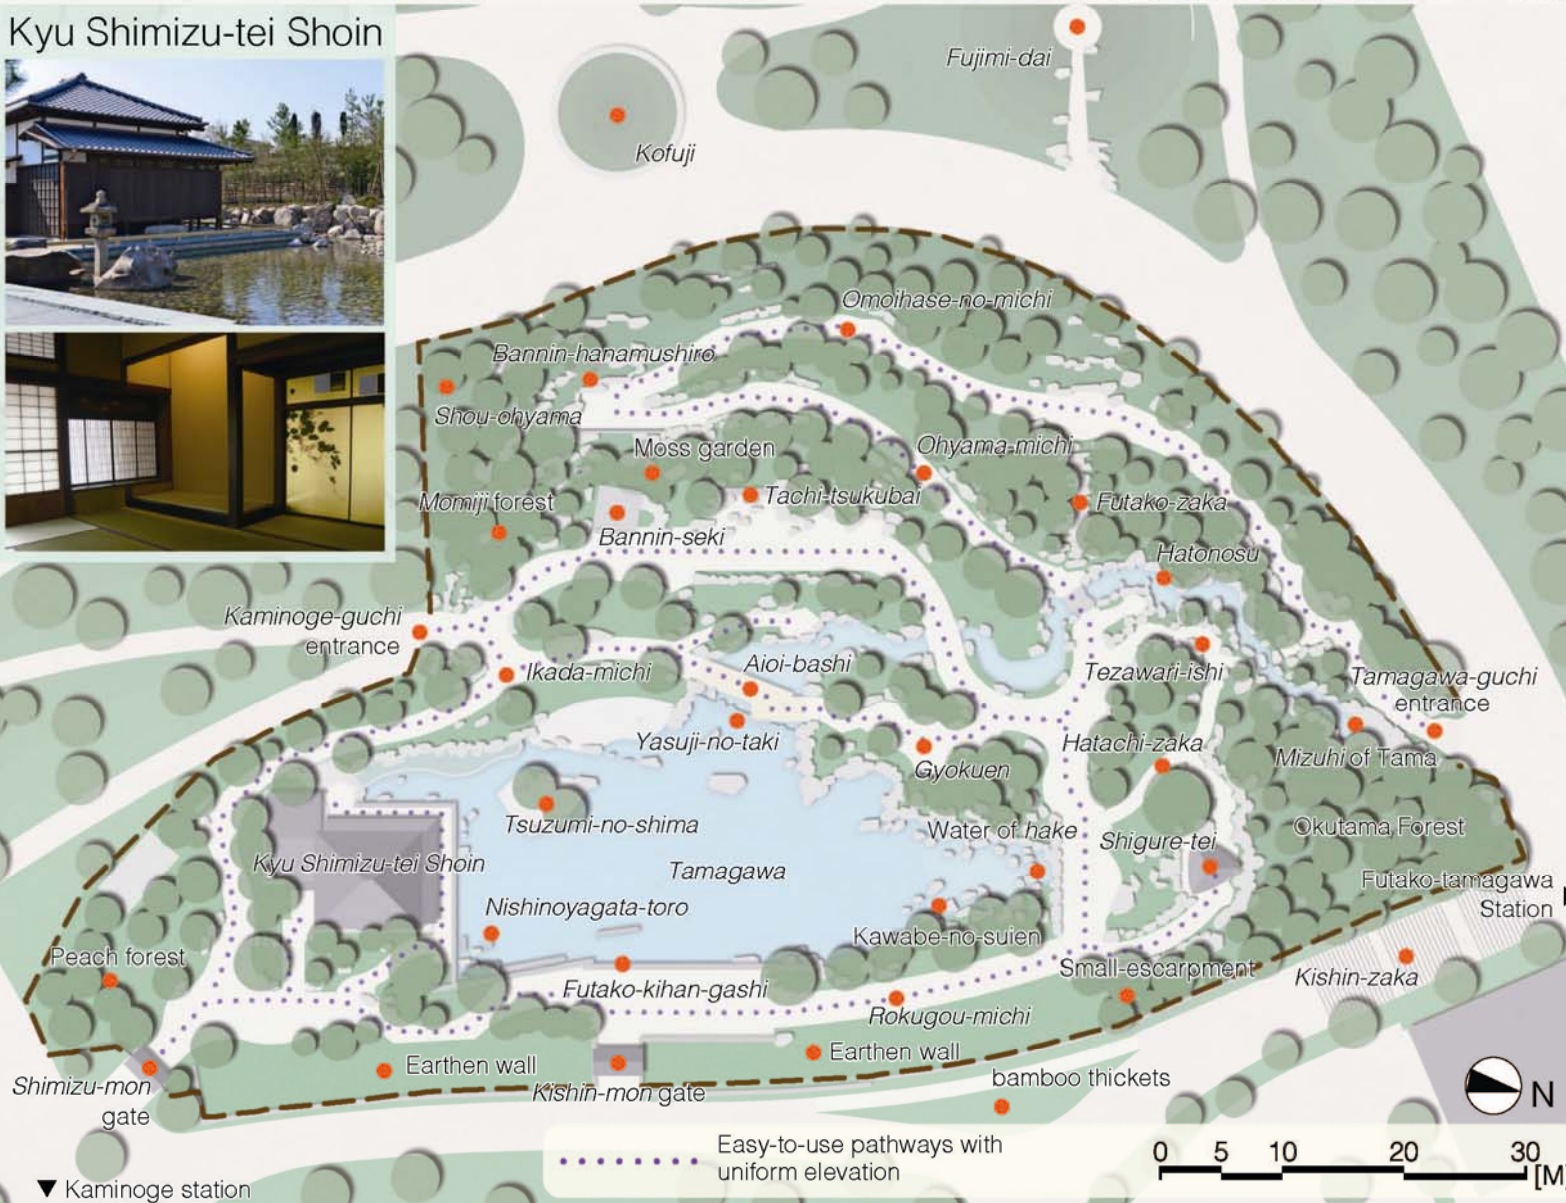 Kyu Shimizu-tei Shoin
Fujimi-dai
Kofuji
Omoihase-no-michi
Bannin-hanamushiro
Shou-ohyama
Moss garden
Ohyama-michi
Momiji forest
Tachi-tsukubai
Futako-zaka
Bannin-seki
Hatonosu
Kaminoge-guchi
entrance
Ikada-michi
Aioi-bashi
Tezawari-ishi
Tamagawa-guchi
entrance
Yasuji-no-taki
Hatachi-zaka
Gyokuen
Mizuhi of Tama
Tsuzumi-no-shima
Water of hake
Shigure-tei
Okutama Forest
Kyu Shimizu-tei Shoin
Tamagawa
Futako-tamagawa
Station
Nishinoyagata-toro
Kawabe-no-suien
Peach forest
Small-escarpment
Kishin-zaka
Futako-kihan-gashi
Rokugou-michi
Earthen wall
Earthen wall
Shimizu-mon
gate
Kishin-mon gate
bamboo thickets
N
Easy-to-use pathways with
uniform elevation
0 5 10 20 30
[M
▼ Kaminoge station